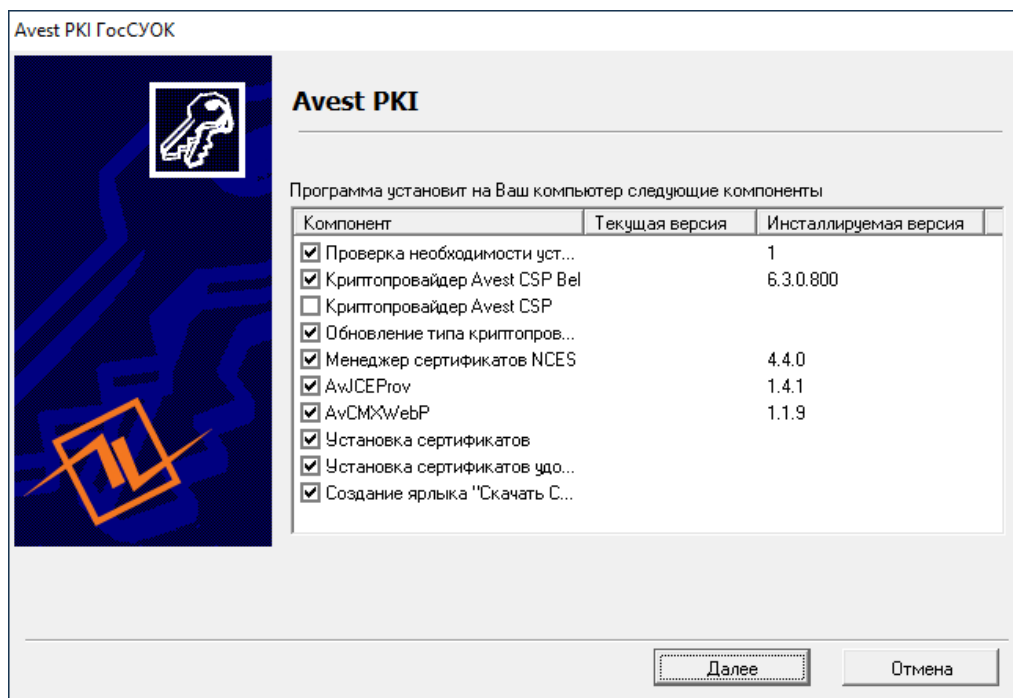 Avest PKI ГосСУОК
Avest PKI
Программа установит на Ваш компьютер следующие компоненты
Компонент Текущая версия Инсталлируемая версия
Проверка необходимости уст... 1
Криптопровайдер Avest CSP Bel 6.3.0.800
Криптопровайдер Avest CSP
Обновление типа криптопров...
Менеджер сертификатов NCES 4.4.0
AvJCEProv 1.4.1
AvCMXWebP 1.1.9
Установка сертификатов
Установка сертификатов удо...
Создание ярлыка "Скачать С...
Далее Отмена